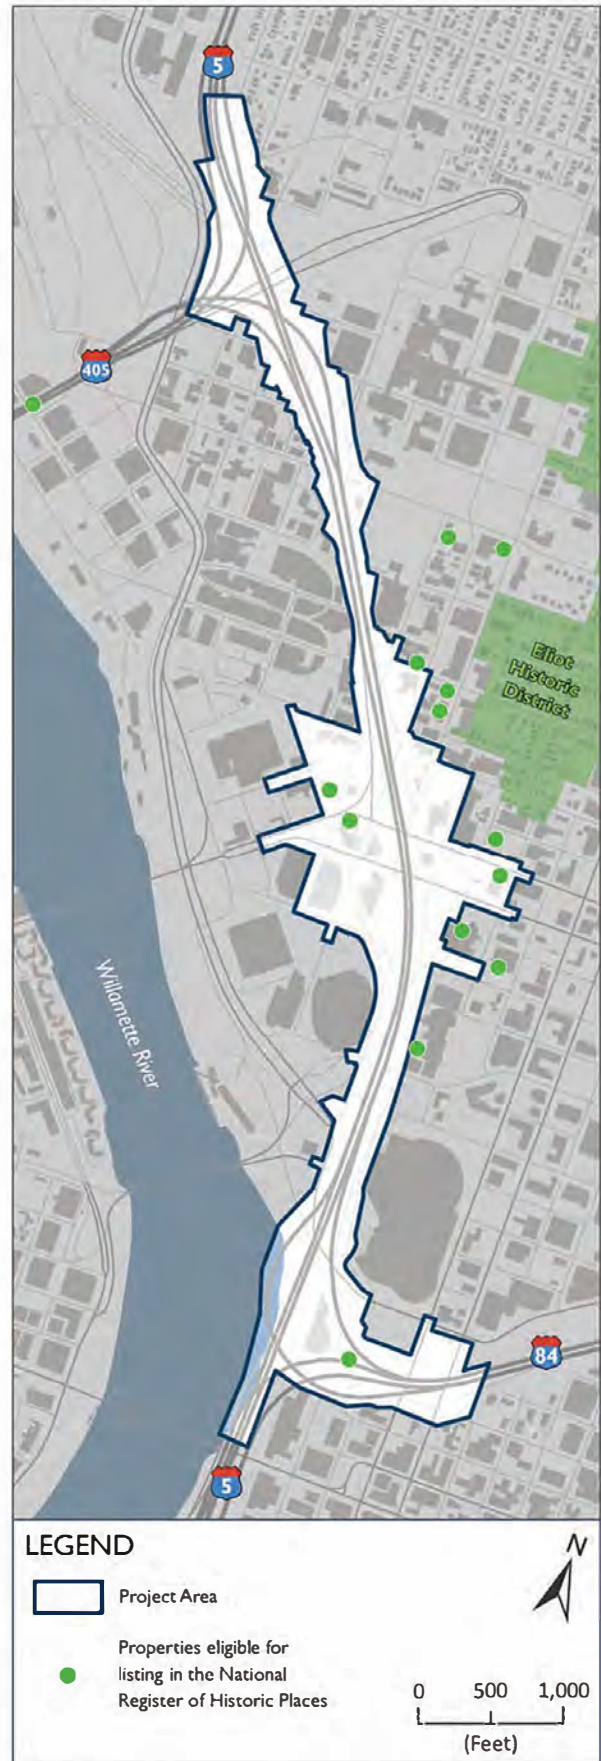 5
405
Eliot
Historic
District
Willamette River
84
5
LEGEND
N
Project Area
Properties eligible for
listing in the National
Register of Historic Places
0 500 1,000
(Feet)